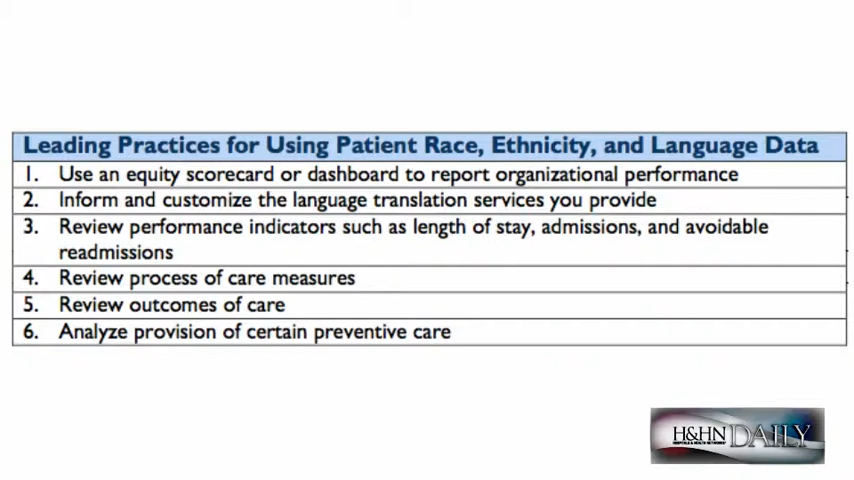 Leading Practices for Using Patient Race, Ethnicity, and Language Data
1. Use an equity scorecard or dashboard to report organizational performance
2. Inform and customize the language translation services you provide
3. Review performance indicators such as length of stay, admissions, and avoidable
readmissions
4. Review process of care measures
5. Review outcomes of care
6. Analyze provision of certain preventive care
H&HN DAILY
HOSPITALS & HEALTH NETWORKS